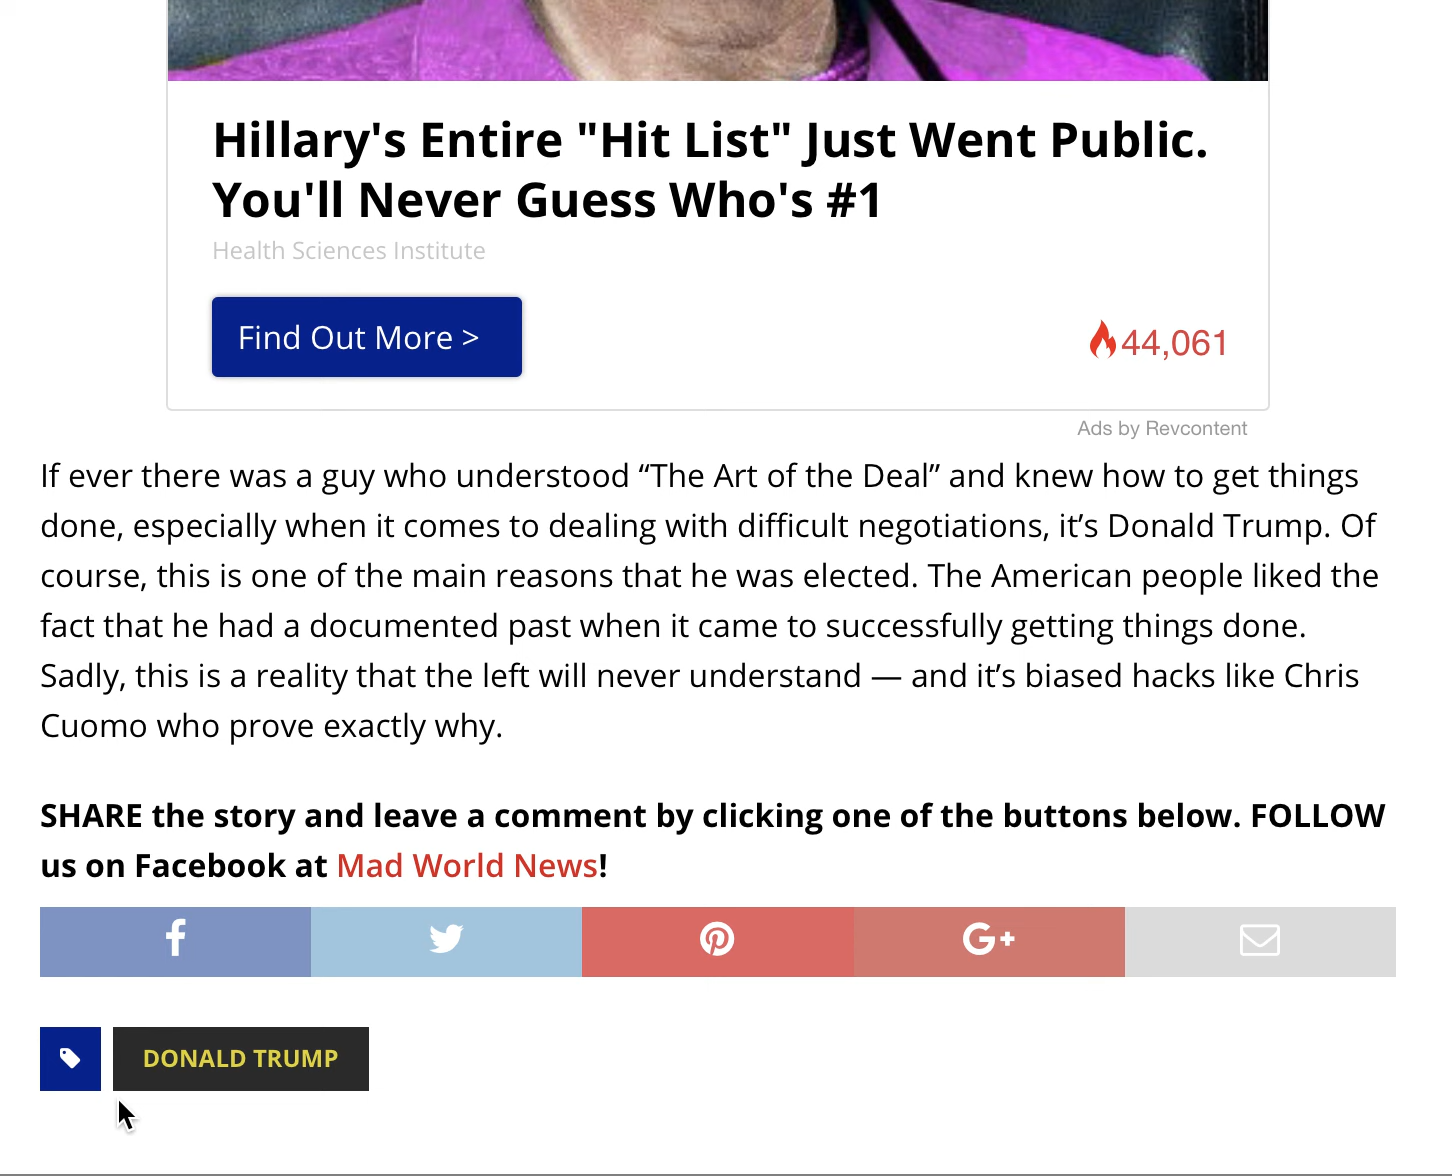 Hillary's Entire "Hit List" Just Went Public.
You'll Never Guess Who's #1
Health Sciences Institute
Find Out More >
44,061
Ads by Revcontent
If ever there was a guy who understood “The Art of the Deal” and knew how to get things
done, especially when it comes to dealing with difficult negotiations, it’s Donald Trump. Of
course, this is one of the main reasons that he was elected. The American people liked the
fact that he had a documented past when it came to successfully getting things done.
Sadly, this is a reality that the left will never understand — and it’s biased hacks like Chris
Cuomo who prove exactly why.
SHARE the story and leave a comment by clicking one of the buttons below. FOLLOW
us on Facebook at Mad World News!
G+
DONALD TRUMP